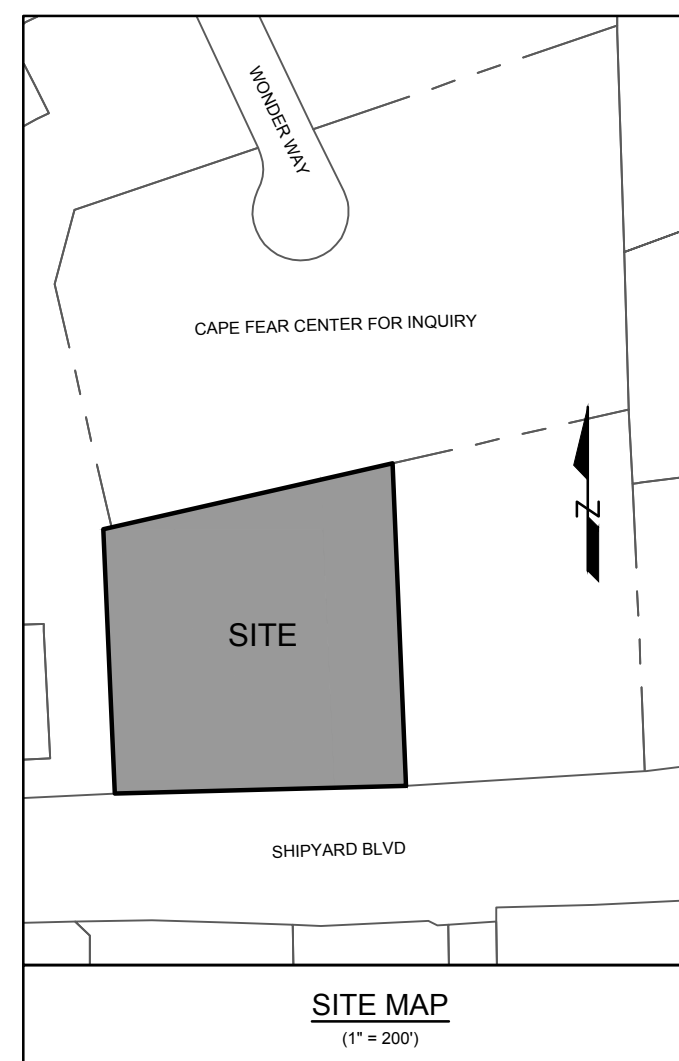 WONDER WAY
CAPE FEAR CENTER FOR INQUIRY
N
SITE
SHIPYARD BLVD
SITE MAP
(1" = 200')